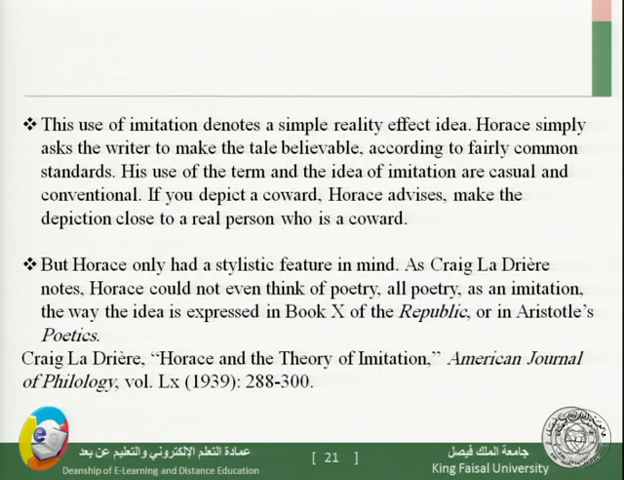 ❖ This use of imitation denotes a simple reality effect idea. Horace simply
asks the writer to make the tale believable, according to fairly common
standards. His use of the term and the idea of imitation are casual and
conventional. If you depict a coward, Horace advises, make the
depiction close to a real person who is a coward.
❖ But Horace only had a stylistic feature in mind. As Craig La Drière
notes, Horace could not even think of poetry, all poetry, as an imitation,
the way the idea is expressed in Book X of the Republic, or in Aristotle's
Poetics.
Craig La Drière, “Horace and the Theory of Imitation,” American Journal
of Philology, vol. Lx (1939): 288-300.
عمادة التعلم الإلكتروني والتعليم عن بعد
Deanship of E-Learning and Distance Education
[ 21 ]
جامعة الملك فيصل
King Faisal University